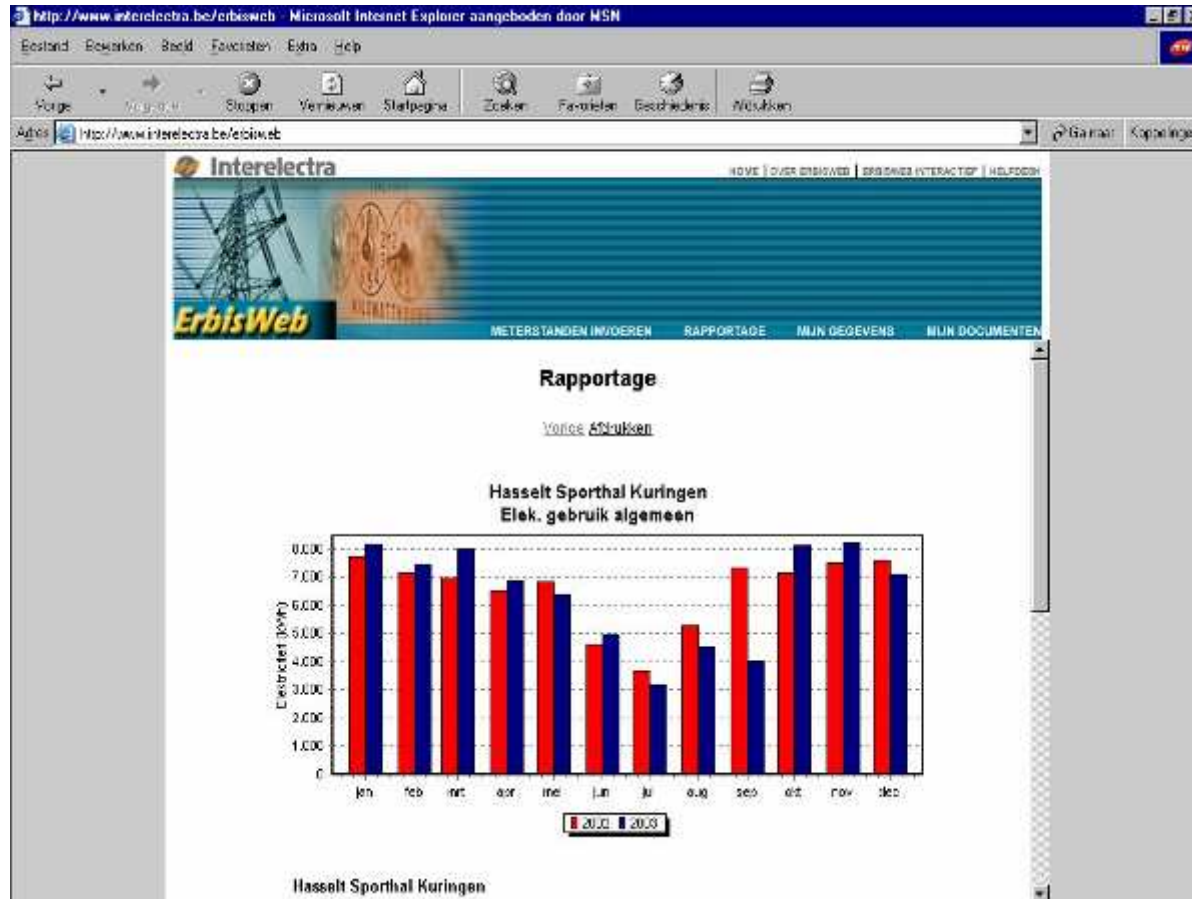 http://www.interelectra.be/erbisweb - Microsoft Internet Explorer aangeboden door MSN
Bestand Bewerken Beeld Favorieten Extra Help
Vorige Stoppen Vernieuwen Startpagina Zoeken Favorieten Geschiedenis Afdrukken
Adres http://www.interelectra.be/erbisweb Ga naar Koppelingen
Interelectra
HOME | OVER ERBISWEB | ERBISWEB INTERACTIEF | HELPDESK
ErbisWeb
METERSTANDEN INVOEREN RAPPORTAGE MIJN GEGEVENS MIJN DOCUMENTEN
Rapportage
Vorige Afdrukken
Hasselt Sporthal Kuringen
Elek. gebruik algemeen
Elektriciteit (kWh)
8.000
7.000
6.000
5.000
4.000
3.000
2.000
1.000
0
jan feb mrt apr mei jun jul aug sep okt nov dec
2002 2003
Hasselt Sporthal Kuringen